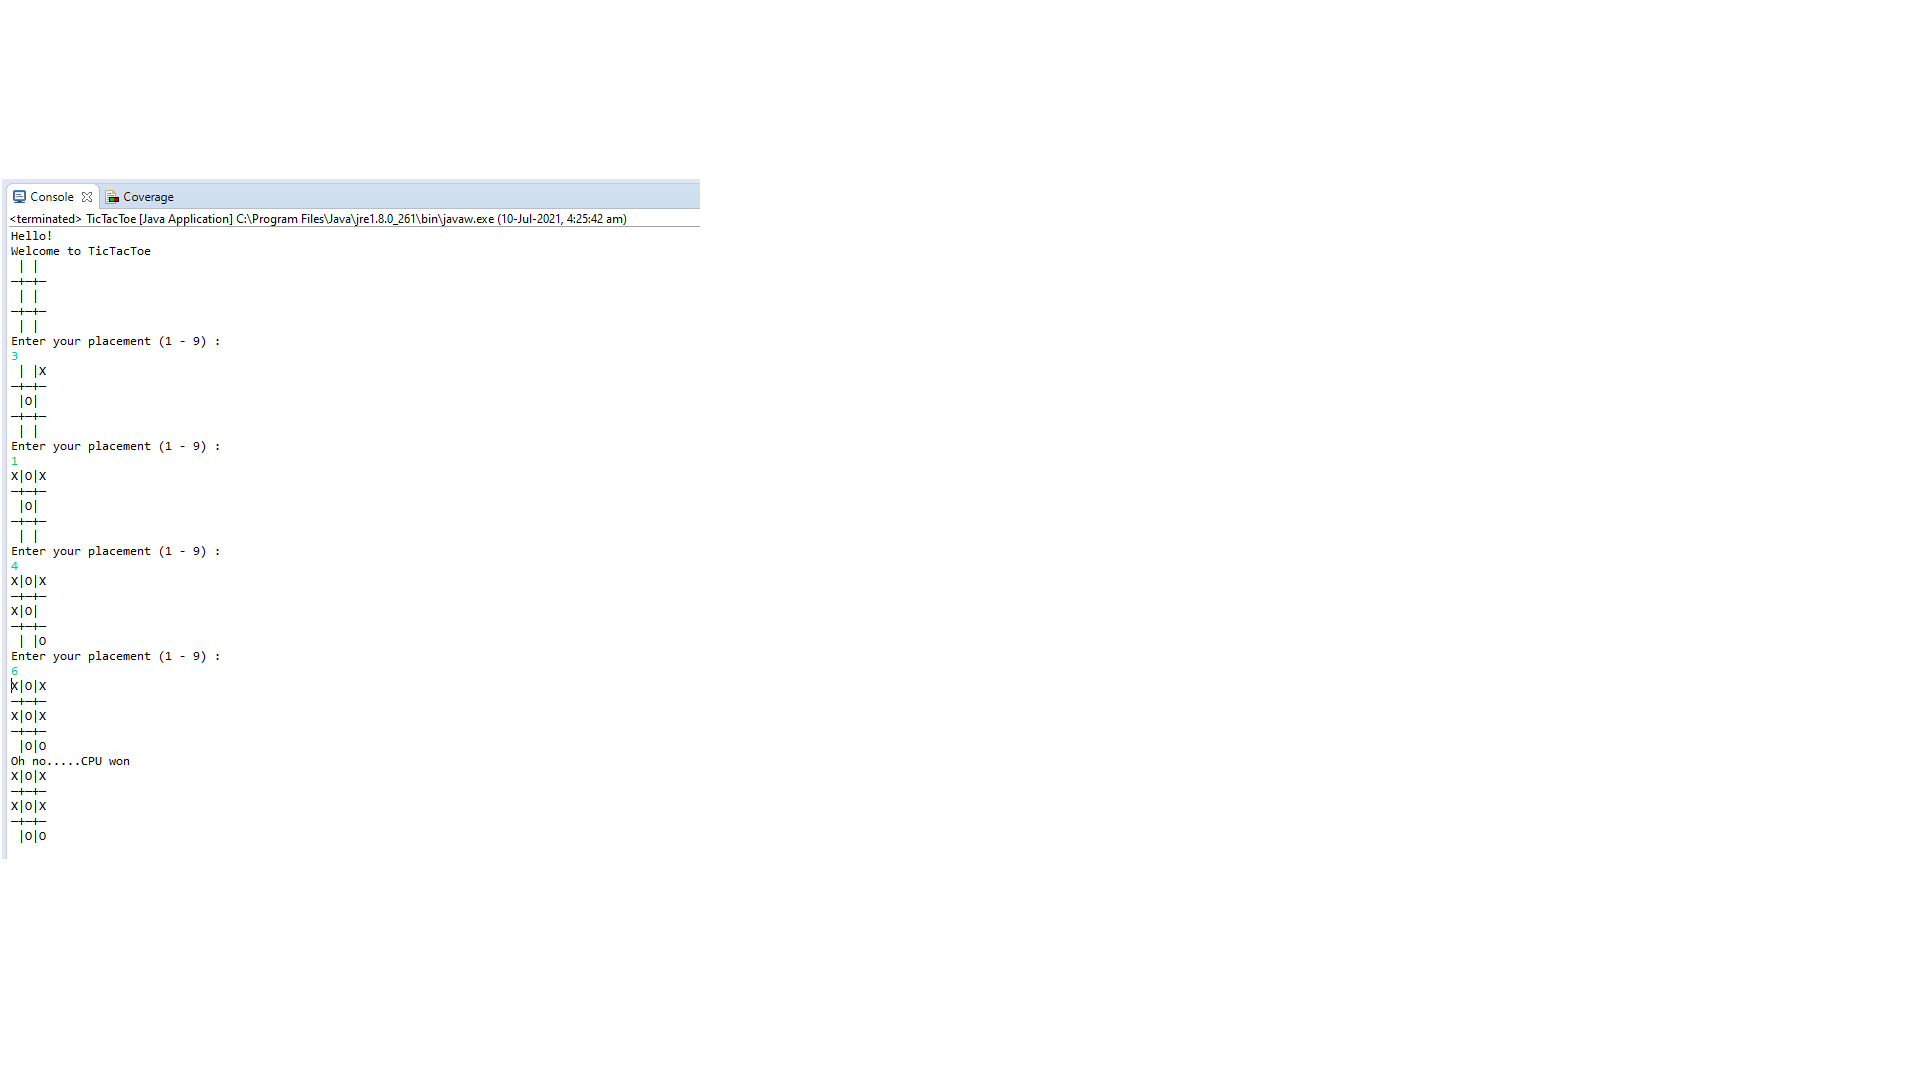 Console Coverage
<terminated> TicTacToe [Java Application] C:\Program Files\Java\jre1.8.0_261\bin\javaw.exe (10-Jul-2021, 4:25:42 am)
Hello!
Welcome to TicTacToe
 | | 
—+—+—
 | | 
—+—+—
 | | 
Enter your placement (1 - 9) :
3
 | |X
—+—+—
 |O| 
—+—+—
 | | 
Enter your placement (1 - 9) :
1
X|O|X
—+—+—
 |O| 
—+—+—
 | | 
Enter your placement (1 - 9) :
4
X|O|X
—+—+—
X|O| 
—+—+—
 | |O
Enter your placement (1 - 9) :
6
X|O|X
—+—+—
X|O|X
—+—+—
 |O|O
Oh no.....CPU won
X|O|X
—+—+—
X|O|X
—+—+—
 |O|O